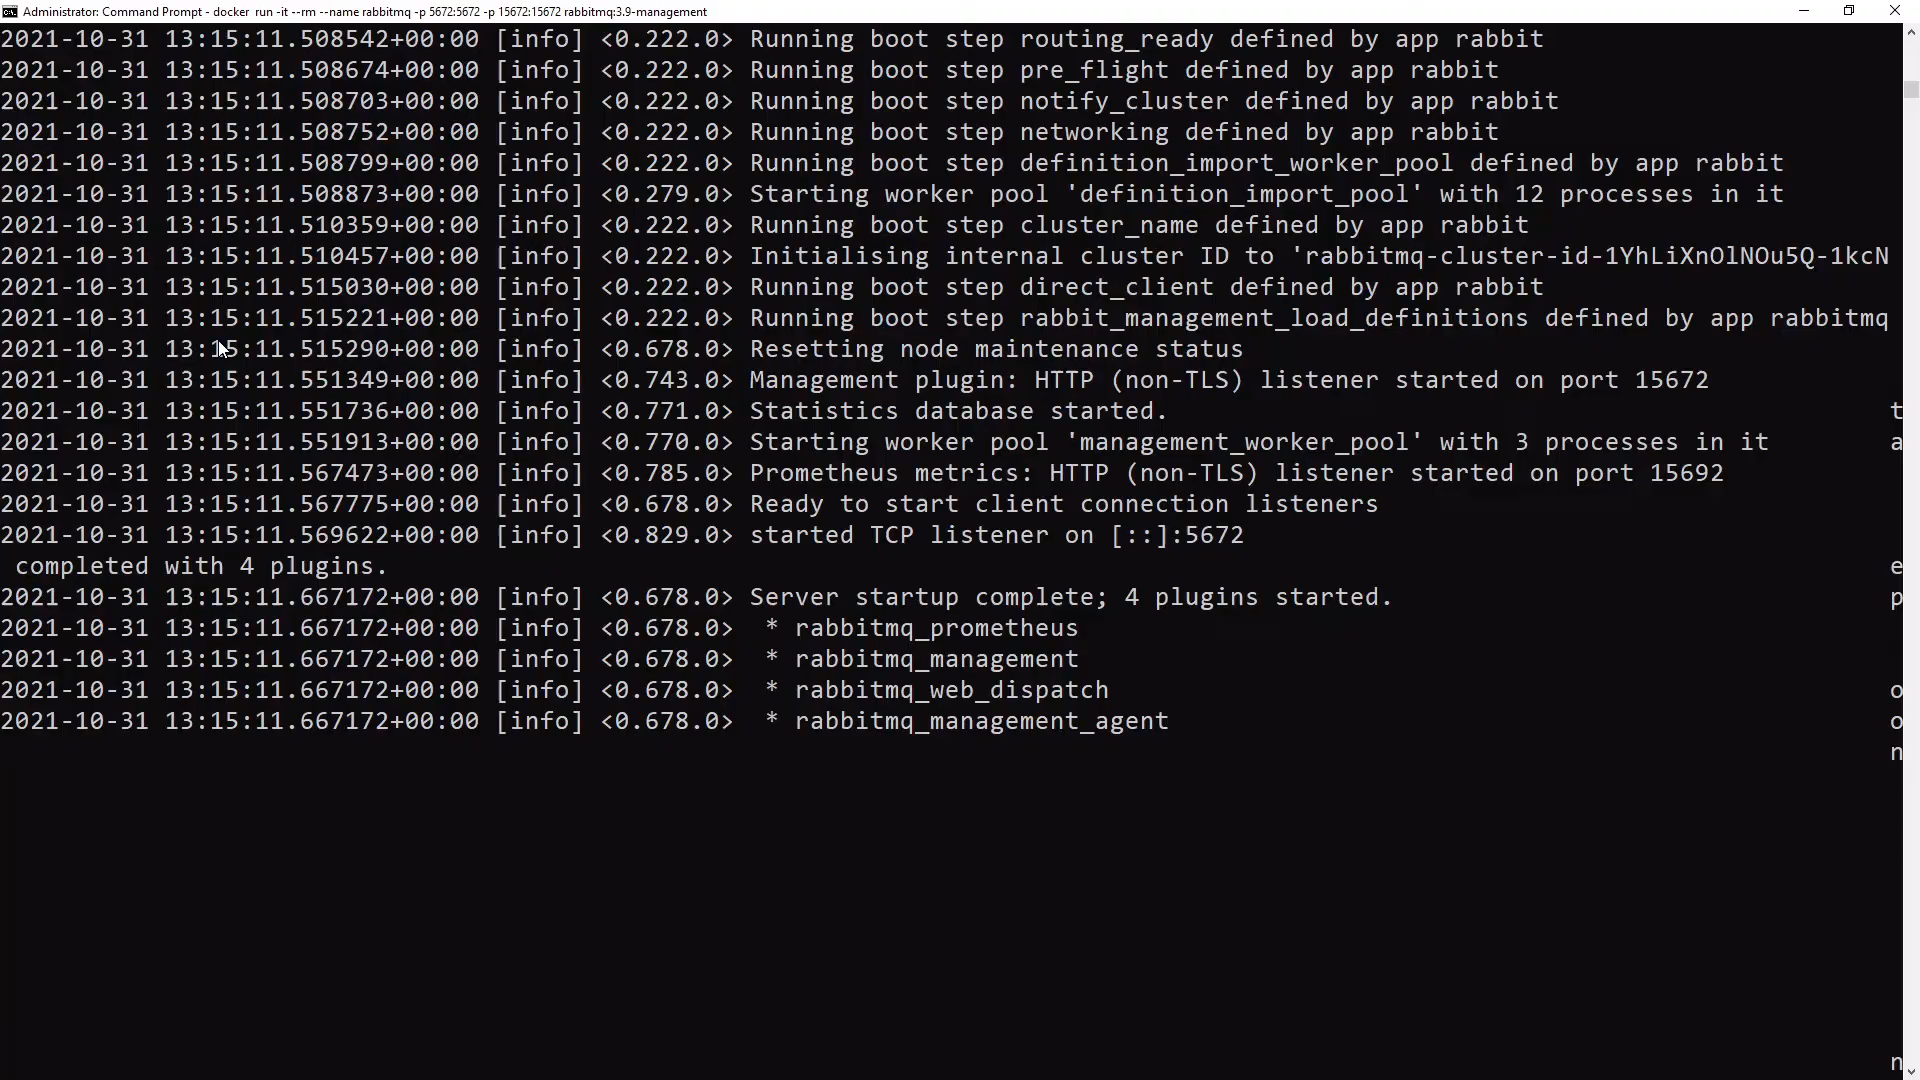 Administrator: Command Prompt - docker  run -it --rm --name rabbitmq -p 5672:5672 -p 15672:15672 rabbitmq:3.9-management
2021-10-31 13:15:11.508542+00:00 [info] <0.222.0> Running boot step routing_ready defined by app rabbit
2021-10-31 13:15:11.508674+00:00 [info] <0.222.0> Running boot step pre_flight defined by app rabbit
2021-10-31 13:15:11.508703+00:00 [info] <0.222.0> Running boot step notify_cluster defined by app rabbit
2021-10-31 13:15:11.508752+00:00 [info] <0.222.0> Running boot step networking defined by app rabbit
2021-10-31 13:15:11.508799+00:00 [info] <0.222.0> Running boot step definition_import_worker_pool defined by app rabbit
2021-10-31 13:15:11.508873+00:00 [info] <0.279.0> Starting worker pool 'definition_import_pool' with 12 processes in it
2021-10-31 13:15:11.510359+00:00 [info] <0.222.0> Running boot step cluster_name defined by app rabbit
2021-10-31 13:15:11.510457+00:00 [info] <0.222.0> Initialising internal cluster ID to 'rabbitmq-cluster-id-1YhLiXnOlNOu5Q-1kcN
2021-10-31 13:15:11.515030+00:00 [info] <0.222.0> Running boot step direct_client defined by app rabbit
2021-10-31 13:15:11.515221+00:00 [info] <0.222.0> Running boot step rabbit_management_load_definitions defined by app rabbitmq
2021-10-31 13:15:11.515290+00:00 [info] <0.678.0> Resetting node maintenance status
2021-10-31 13:15:11.551349+00:00 [info] <0.743.0> Management plugin: HTTP (non-TLS) listener started on port 15672
2021-10-31 13:15:11.551736+00:00 [info] <0.771.0> Statistics database started. t
2021-10-31 13:15:11.551913+00:00 [info] <0.770.0> Starting worker pool 'management_worker_pool' with 3 processes in it a
2021-10-31 13:15:11.567473+00:00 [info] <0.785.0> Prometheus metrics: HTTP (non-TLS) listener started on port 15692
2021-10-31 13:15:11.567775+00:00 [info] <0.678.0> Ready to start client connection listeners
2021-10-31 13:15:11.569622+00:00 [info] <0.829.0> started TCP listener on [::]:5672
completed with 4 plugins. e
2021-10-31 13:15:11.667172+00:00 [info] <0.678.0> Server startup complete; 4 plugins started. p
2021-10-31 13:15:11.667172+00:00 [info] <0.678.0>  * rabbitmq_prometheus
2021-10-31 13:15:11.667172+00:00 [info] <0.678.0>  * rabbitmq_management
2021-10-31 13:15:11.667172+00:00 [info] <0.678.0>  * rabbitmq_web_dispatch o
2021-10-31 13:15:11.667172+00:00 [info] <0.678.0>  * rabbitmq_management_agent o
n
n